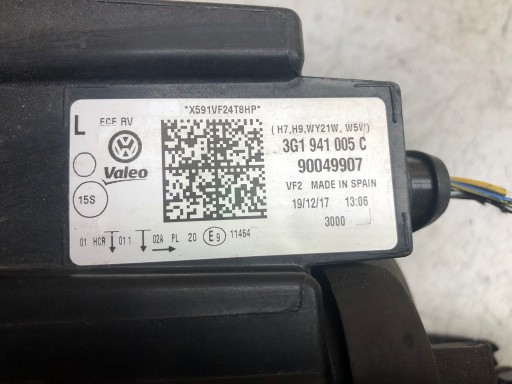 *X591VF24T8HP*
L
ECE RV
(H7,H9,WY21W, W5W)
3G1 941 005 C
90049907
Valeo
VF2 MADE IN SPAIN
15S
19/12/17 13:06
3000
01 HCR 011 02A PL 20 E9 11464